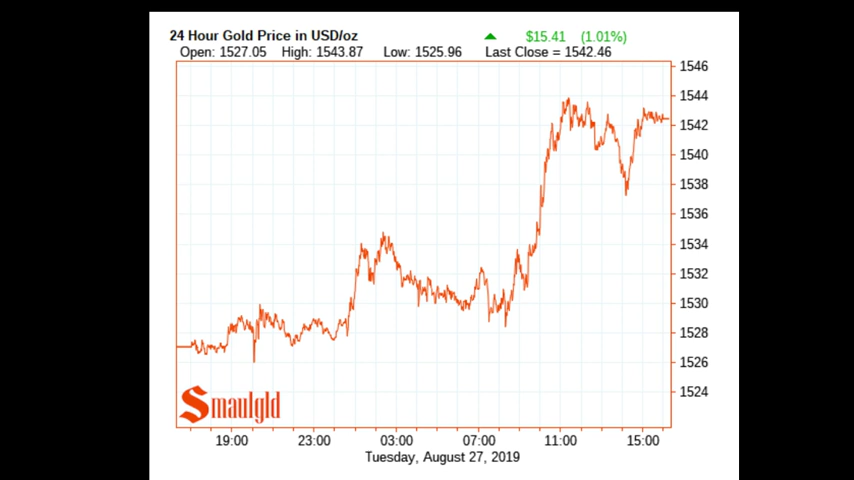 24 Hour Gold Price in USD/oz $15.41 (1.01%)
Open: 1527.05 High: 1543.87 Low: 1525.96 Last Close = 1542.46
1546
1544
1542
1540
1538
1536
1534
1532
1530
1528
1526
1524
Smaulgld
19:00 23:00 03:00 07:00 11:00 15:00
Tuesday, August 27, 2019